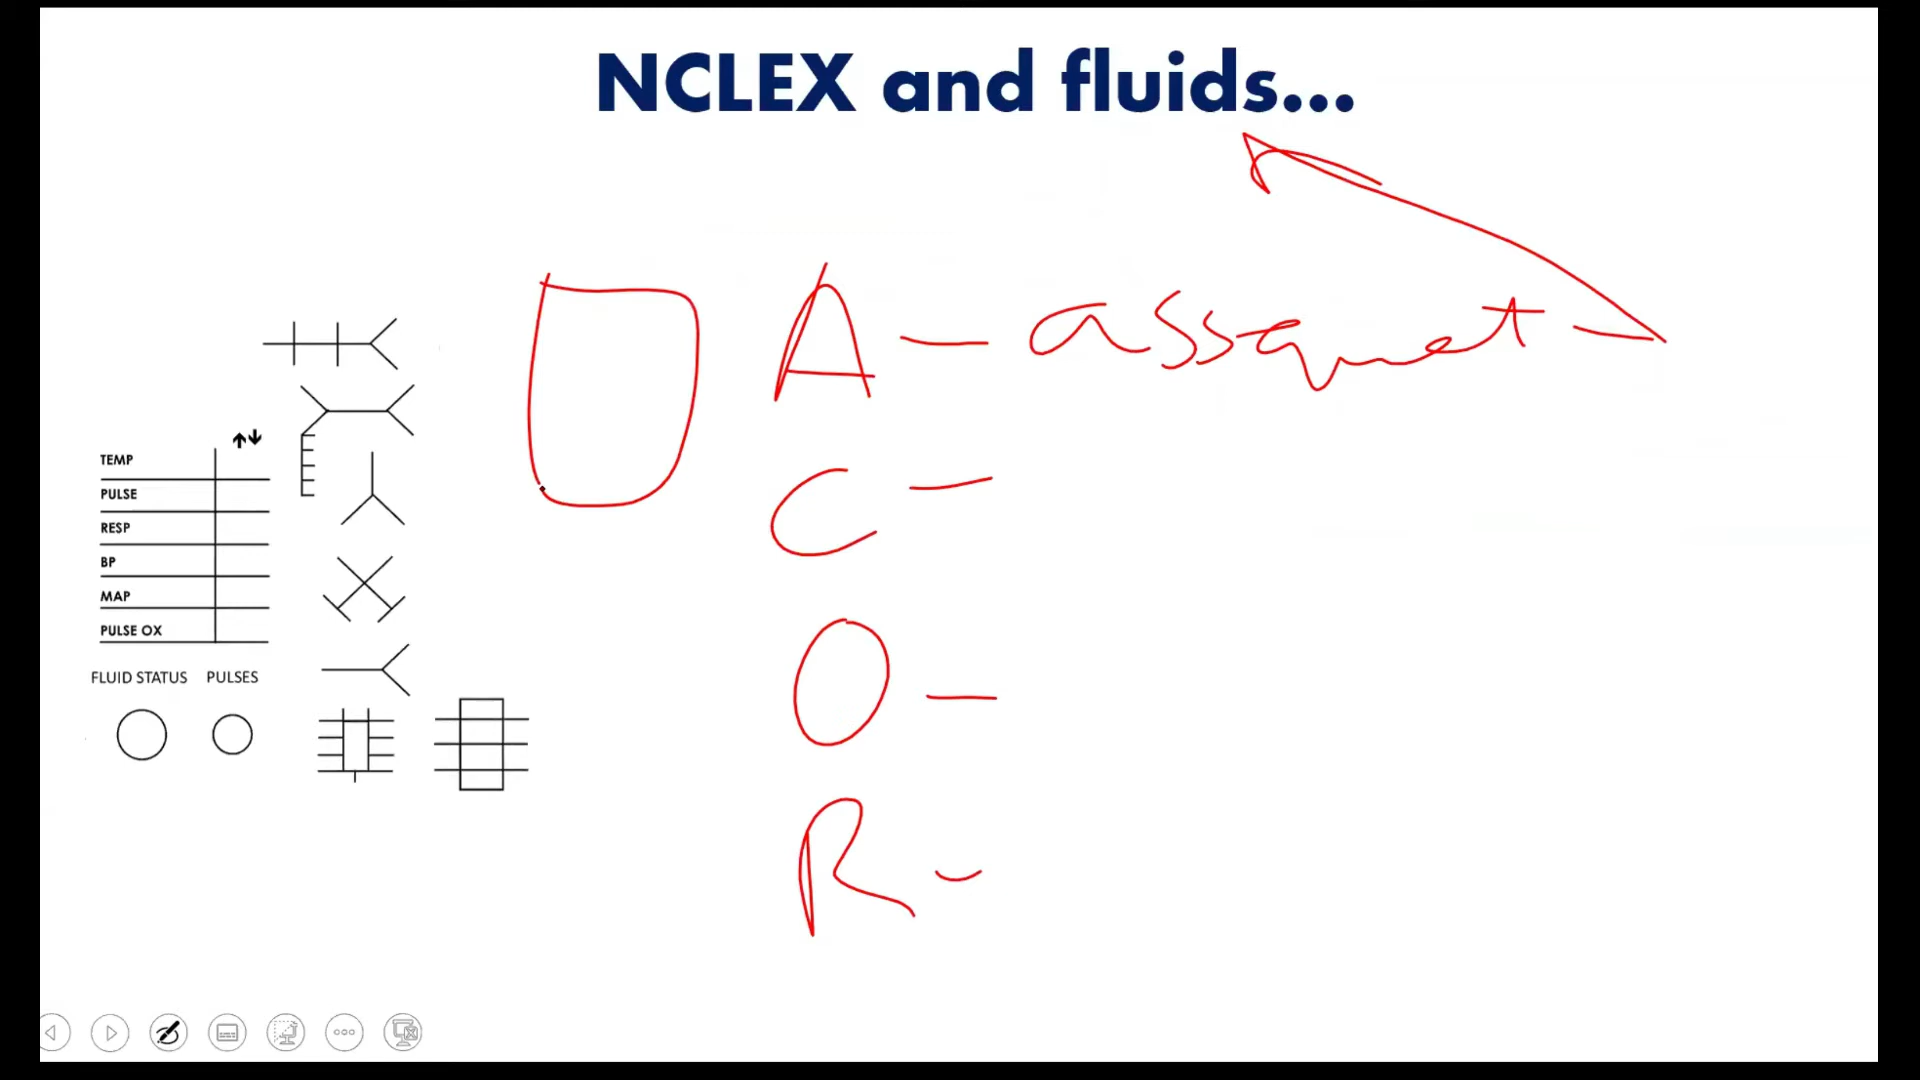 NCLEX and fluids...
A - assessment -
C -
O -
R -
TEMP
PULSE
RESP
BP
MAP
PULSE OX
FLUID STATUS PULSES